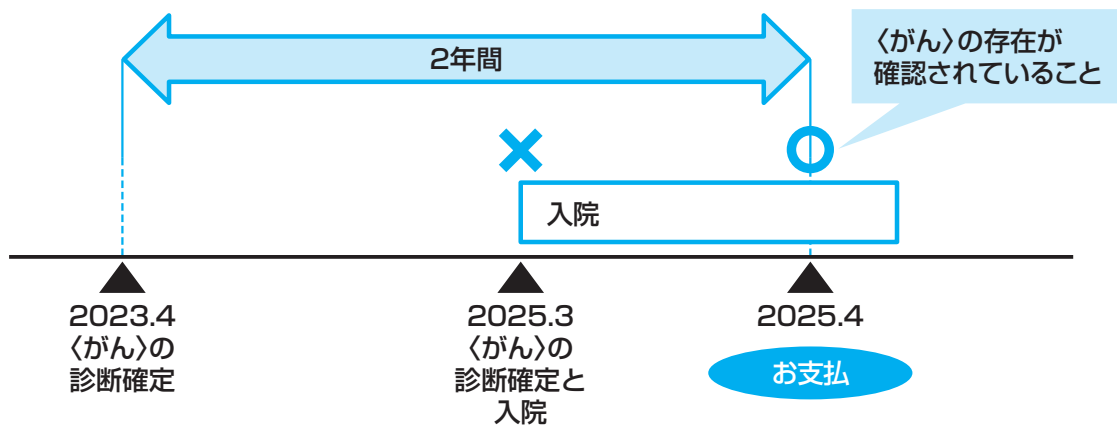 2年間
〈がん〉の存在が
確認されていること
入院
2023.4
〈がん〉の
診断確定
2025.3
〈がん〉の
診断確定と
入院
2025.4
お支払